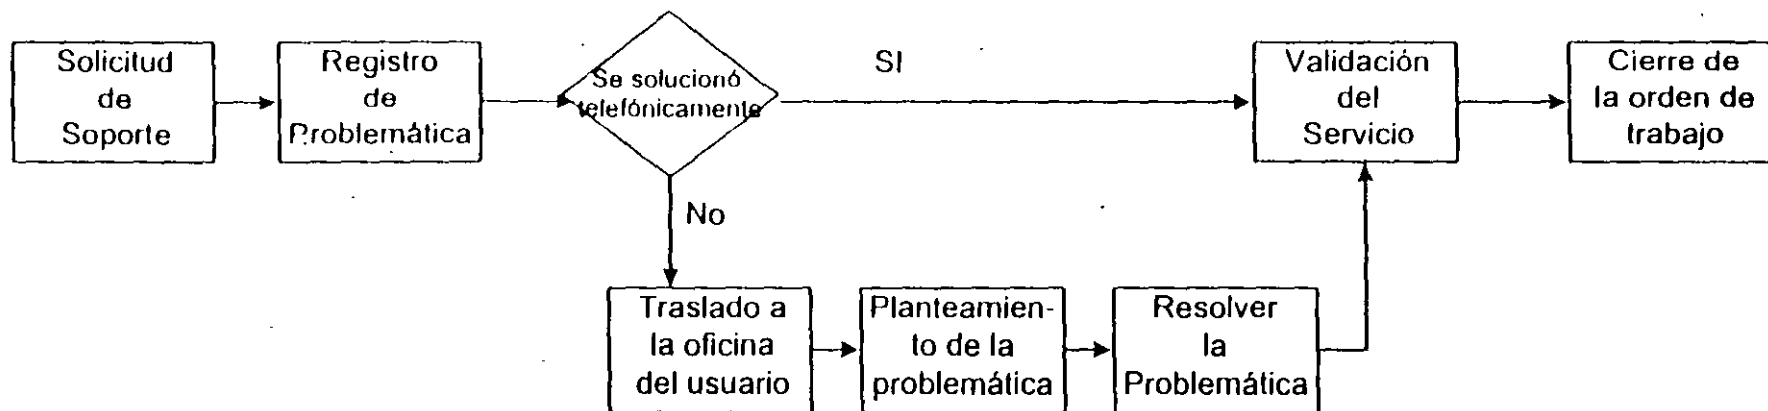 Solicitud
de
Soporte
Registro
de
Problemática
Se solucionó
telefónicamente
SI
No
Validación
del
Servicio
Cierre de
la orden de
trabajo
Traslado a
la oficina
del usuario
Planteamien-
to de la
problemática
Resolver
la
Problemática